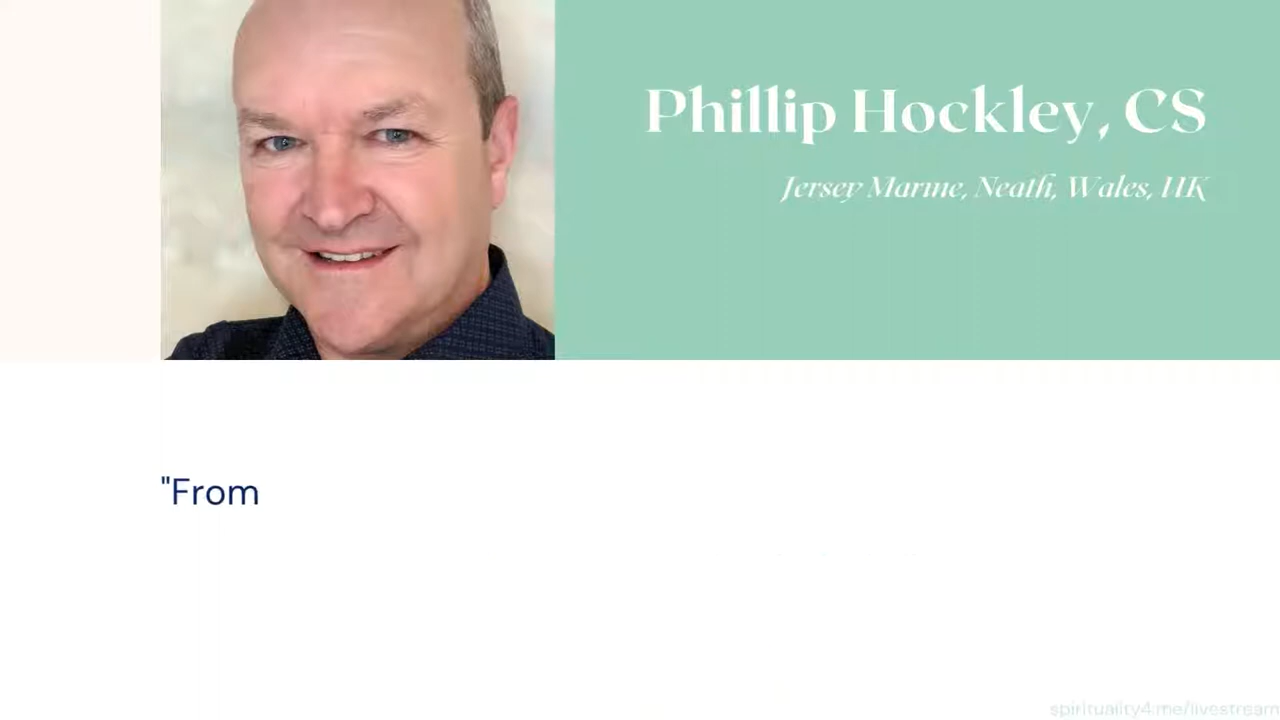 Phillip Hockley, CS
Jersey Marine, Neath, Wales, UK
"From
spirituality4.me/livestream